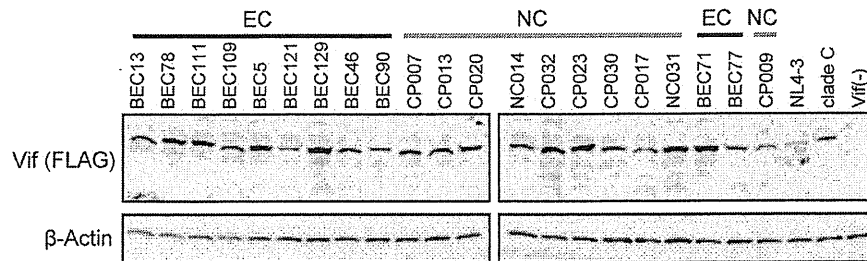 EC NC EC NC
BEC13 BEC78 BEC111 BEC109 BEC5 BEC121 BEC129 BEC46 BEC90 CP007 CP013 CP020 NC014 CP032 CP023 CP030 CP017 NC031 BEC71 BEC77 CP009 NL4-3 clade C Vif(-)
Vif (FLAG)
β-Actin